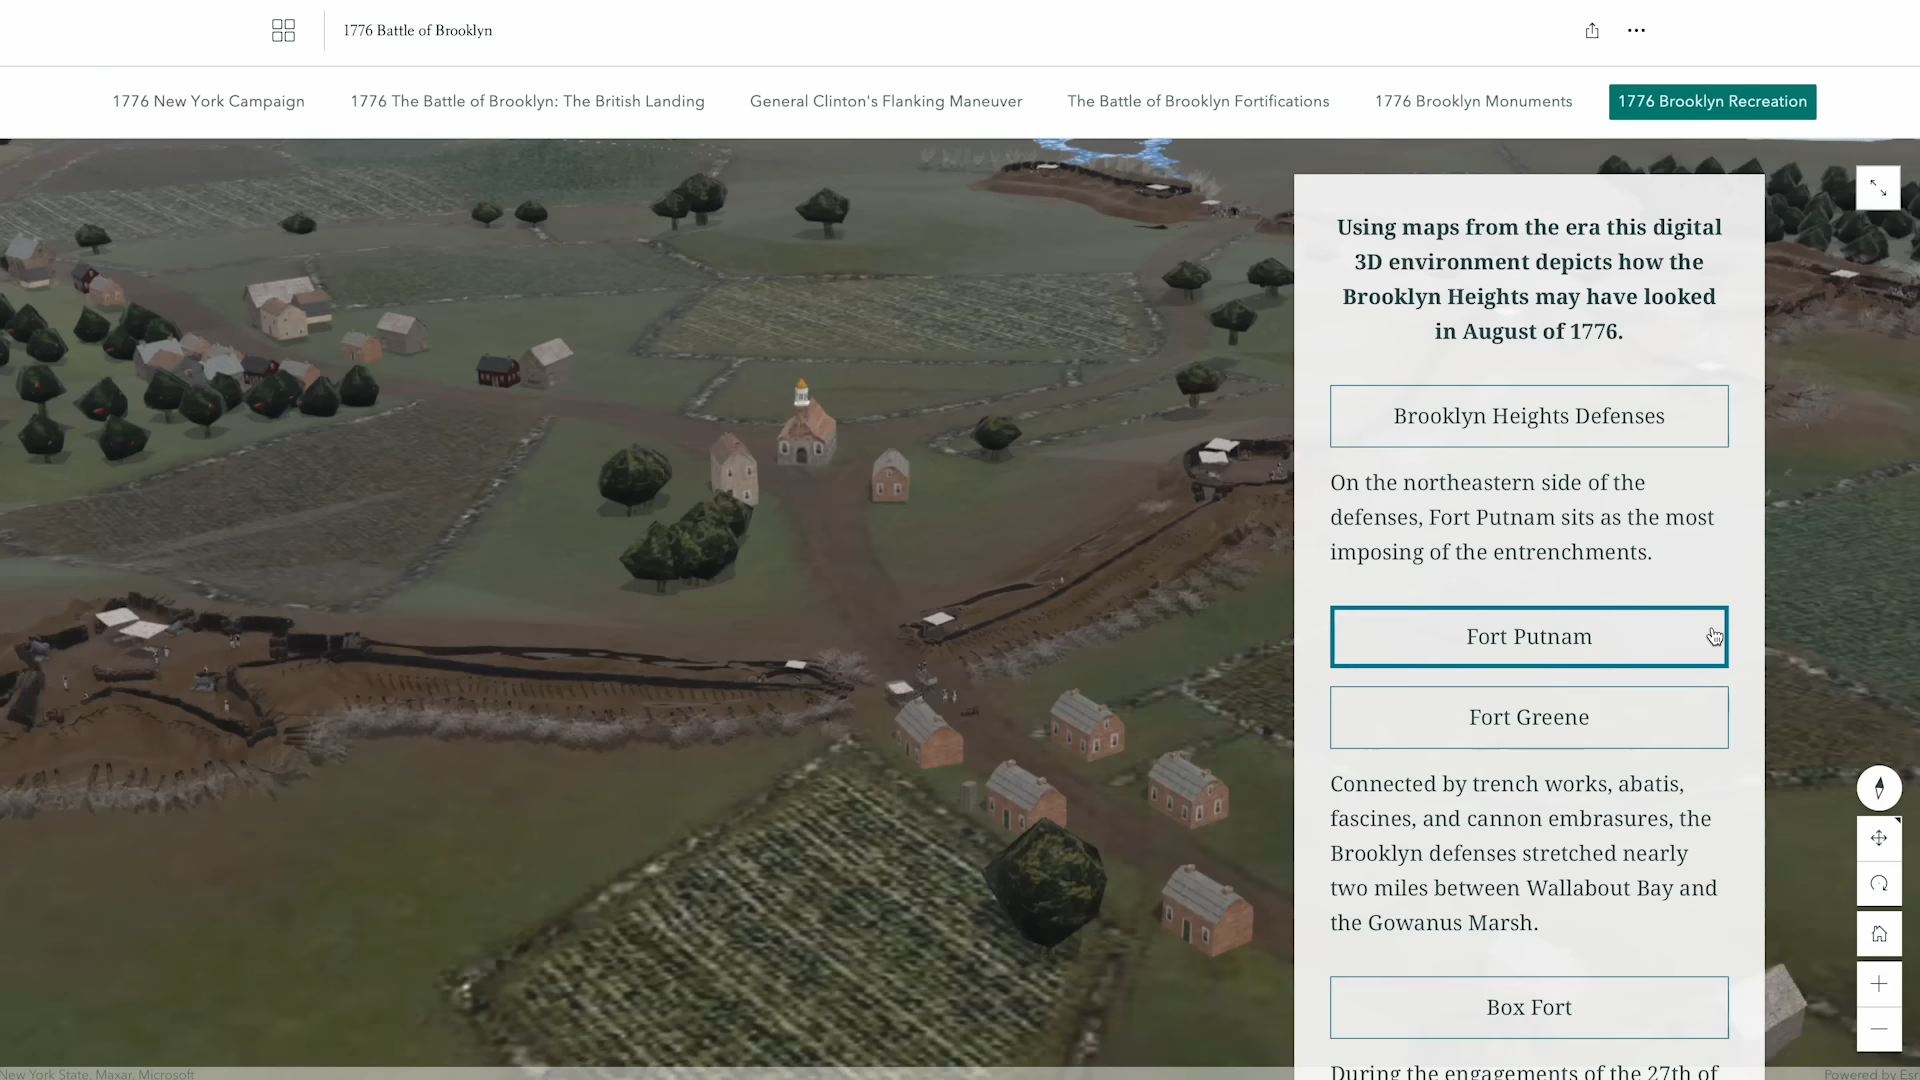 1776 Battle of Brooklyn
1776 New York Campaign
1776 The Battle of Brooklyn: The British Landing
General Clinton's Flanking Maneuver
The Battle of Brooklyn Fortifications
1776 Brooklyn Monuments
1776 Brooklyn Recreation
Using maps from the era this digital
3D environment depicts how the
Brooklyn Heights may have looked
in August of 1776.
Brooklyn Heights Defenses
On the northeastern side of the
defenses, Fort Putnam sits as the most
imposing of the entrenchments.
Fort Putnam
Fort Greene
Connected by trench works, abatis,
fascines, and cannon embrasures, the
Brooklyn defenses stretched nearly
two miles between Wallabout Bay and
the Gowanus Marsh.
Box Fort
During the engagements of the 27th of
New York State, Maxar, Microsoft
Powered by Esri